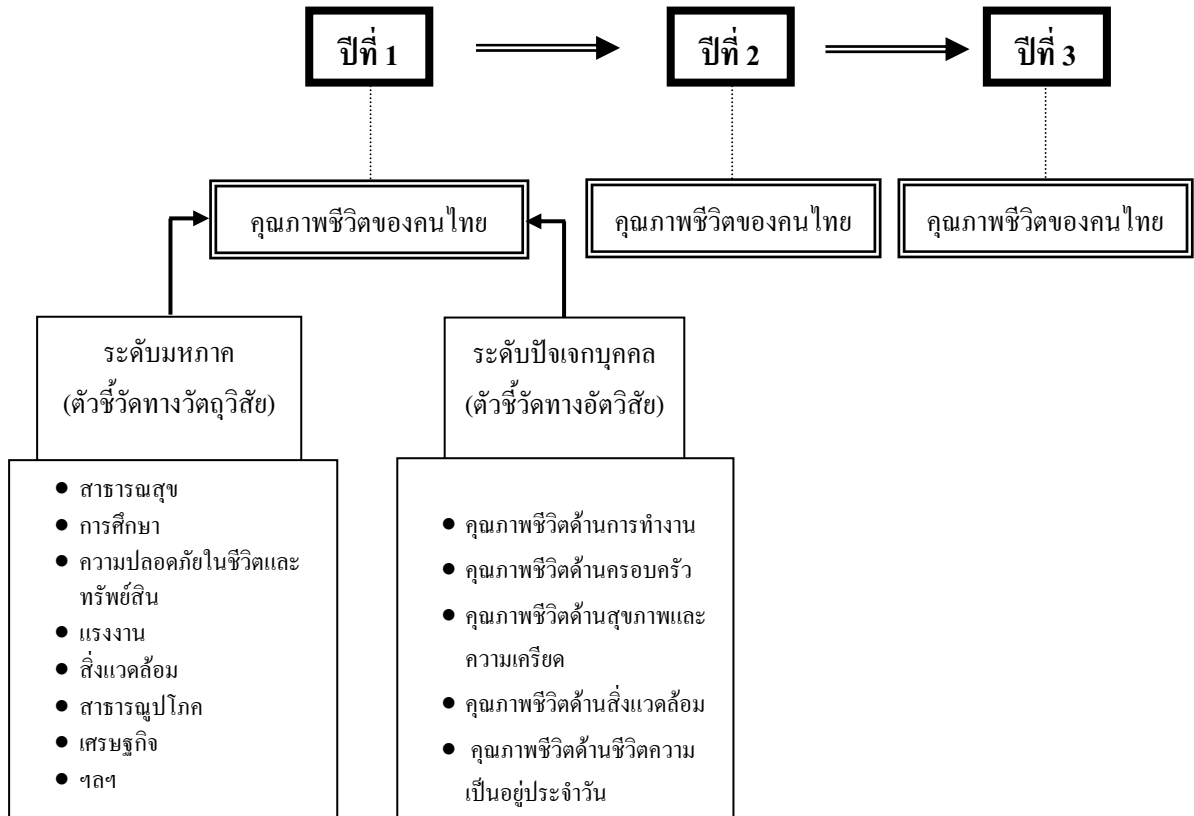 ปีที่ 1
ปีที่ 2
ปีที่ 3
คุณภาพชีวิตของคนไทย
คุณภาพชีวิตของคนไทย
คุณภาพชีวิตของคนไทย
ระดับมหภาค
(ตัวชี้วัดทางวัตถุวิสัย)
● สาธารณสุข
● การศึกษา
● ความปลอดภัยในชีวิตและ
ทรัพย์สิน
● แรงงาน
● สิ่งแวดล้อม
● สาธารณูปโภค
● เศรษฐกิจ
● ฯลฯ
ระดับปัจเจกบุคคล
(ตัวชี้วัดทางอัตวิสัย)
● คุณภาพชีวิตด้านการทำงาน
● คุณภาพชีวิตด้านครอบครัว
● คุณภาพชีวิตด้านสุขภาพและ
ความเครียด
● คุณภาพชีวิตด้านสิ่งแวดล้อม
● คุณภาพชีวิตด้านชีวิตความ
เป็นอยู่ประจำวัน